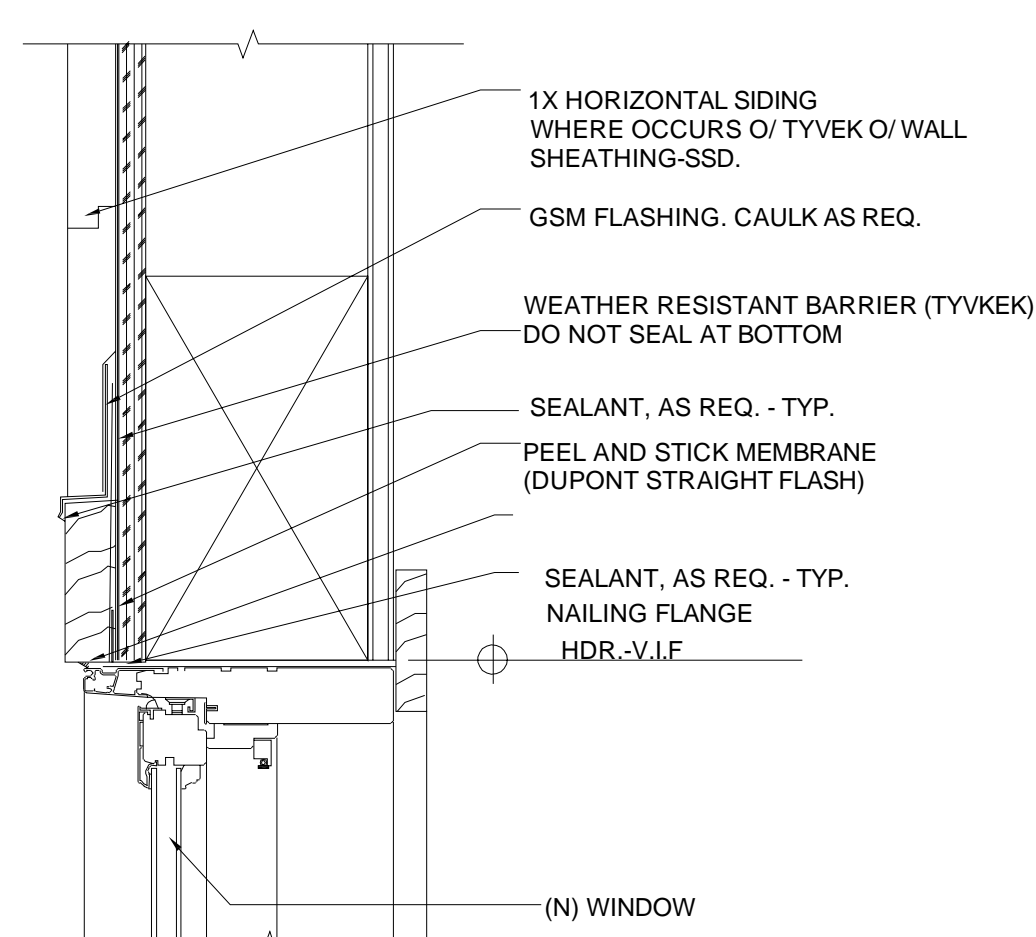 1X HORIZONTAL SIDING
WHERE OCCURS O/ TYVEK O/ WALL
SHEATHING-SSD.
GSM FLASHING. CAULK AS REQ.
WEATHER RESISTANT BARRIER (TYVKEK)
DO NOT SEAL AT BOTTOM
SEALANT, AS REQ. - TYP.
PEEL AND STICK MEMBRANE
(DUPONT STRAIGHT FLASH)
SEALANT, AS REQ. - TYP.
NAILING FLANGE
HDR.-V.I.F
(N) WINDOW